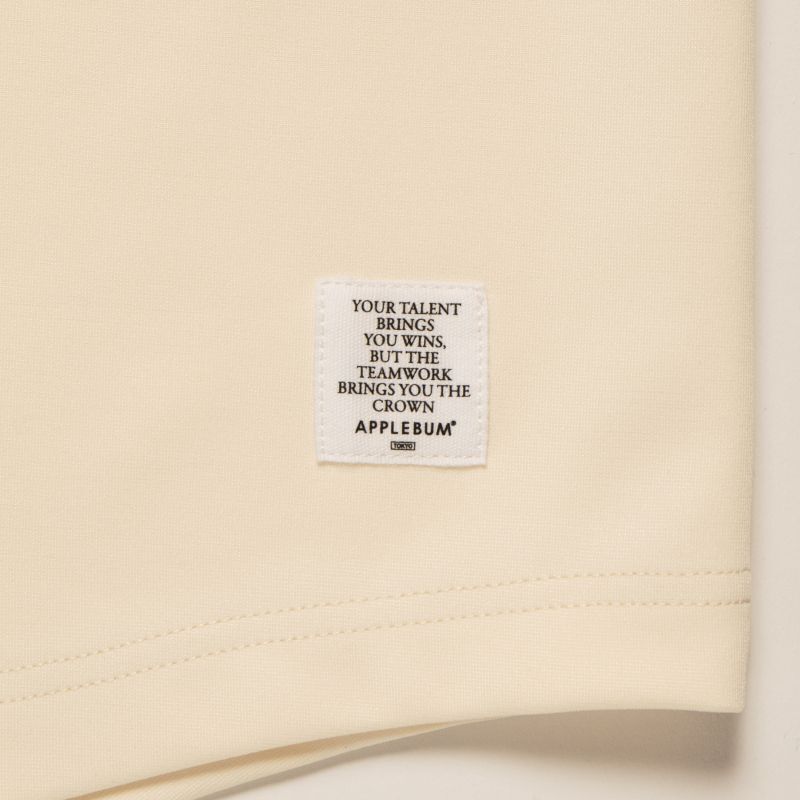 YOUR TALENT
BRINGS
YOU WINS,
BUT THE
TEAMWORK
BRINGS YOU THE
CROWN
APPLEBUM®
TOKYO